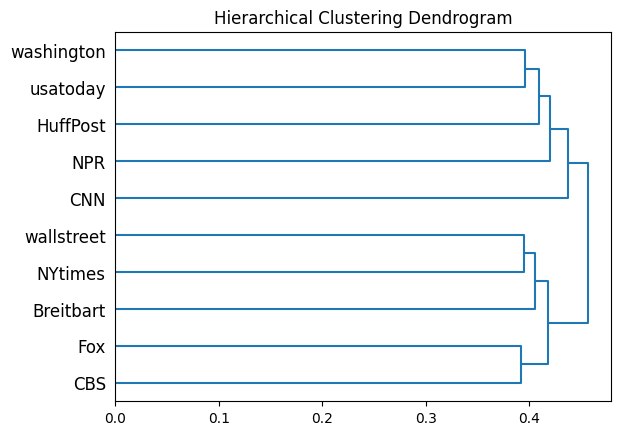 Hierarchical Clustering Dendrogram
washington
usatoday
HuffPost
NPR
CNN
wallstreet
NYtimes
Breitbart
Fox
CBS
0.0 0.1 0.2 0.3 0.4